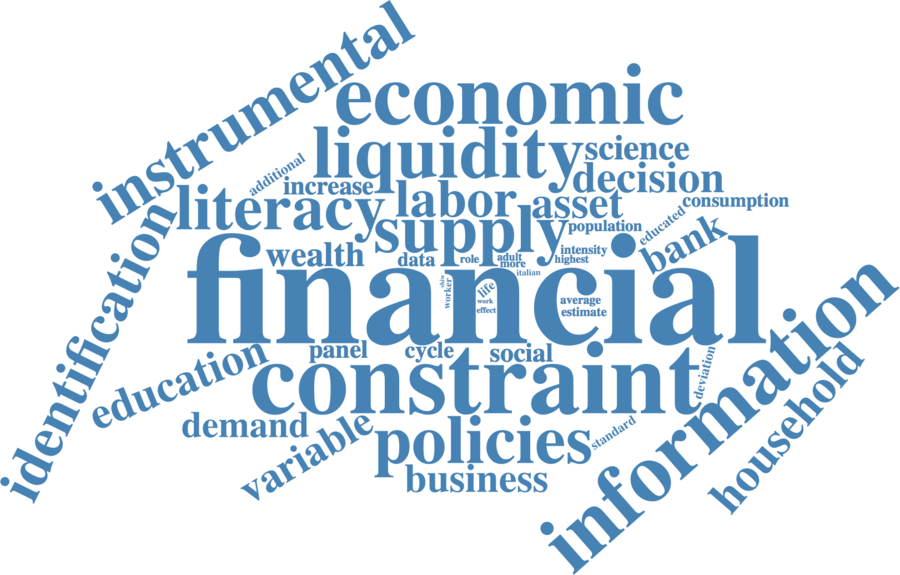 instrumental
economic
liquidity
science
additional
increase
decision
literacy
labor
asset
consumption
identification
supply
population
educated
bank
wealth
data
role
adult
more
intensity
highest
italian
financial
shiw
worker
life
work
effect
average
estimate
information
panel
cycle
social
education
constraint
deviation
household
demand
variable
policies
standard
business